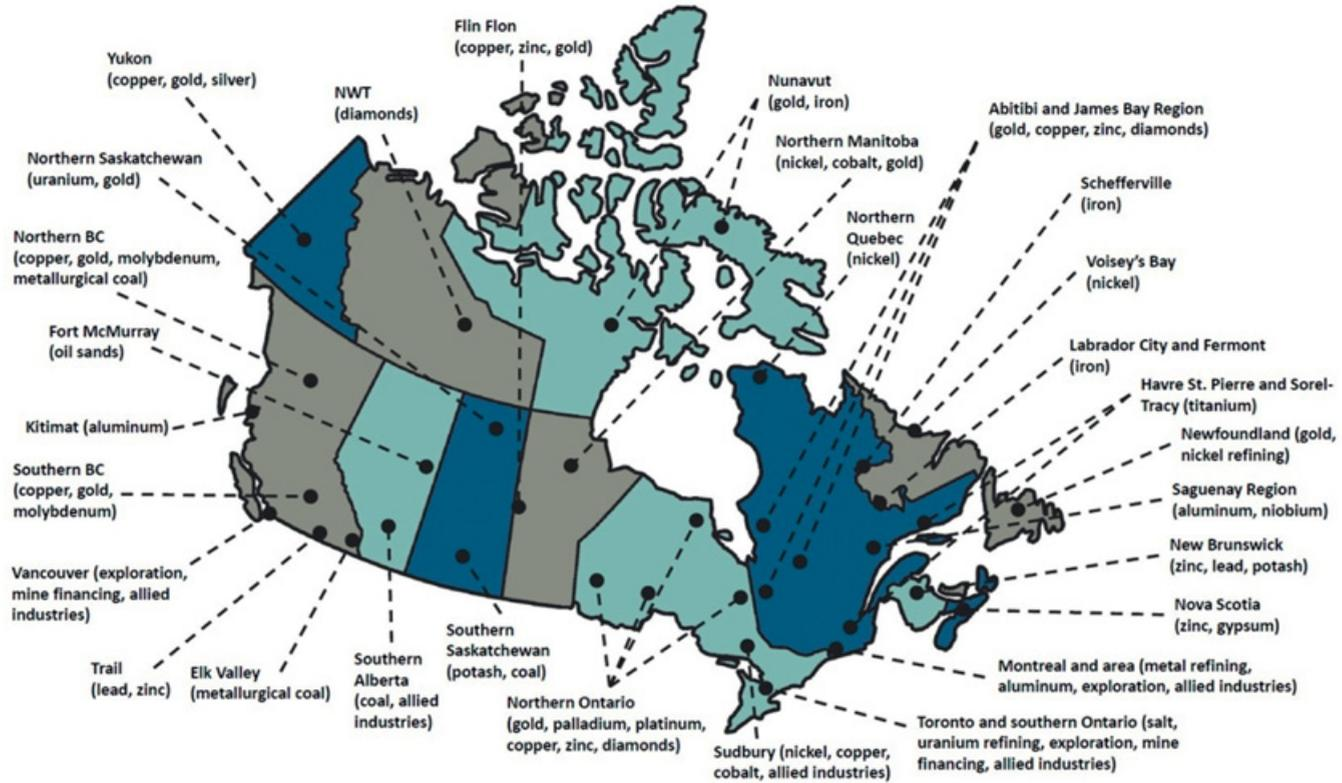 Flin Flon
(copper, zinc, gold)
Yukon
(copper, gold, silver)
NWT
(diamonds)
Nunavut
(gold, iron)
Abitibi and James Bay Region
(gold, copper, zinc, diamonds)
Northern Manitoba
(nickel, cobalt, gold)
Northern Saskatchewan
(uranium, gold)
Schefferville
(iron)
Northern
Quebec
(nickel)
Northern BC
(copper, gold, molybdenum,
metallurgical coal)
Voisey's Bay
(nickel)
Fort McMurray
(oil sands)
Labrador City and Fermont
(iron)
Havre St. Pierre and Sorel-
Tracy (titanium)
Kitimat (aluminum)
Newfoundland (gold,
nickel refining)
Southern BC
(copper, gold,
molybdenum)
Saguenay Region
(aluminum, niobium)
New Brunswick
(zinc, lead, potash)
Vancouver (exploration,
mine financing, allied
industries)
Nova Scotia
(zinc, gypsum)
Trail
(lead, zinc)
Elk Valley
(metallurgical coal)
Southern
Alberta
(coal, allied
industries)
Southern
Saskatchewan
(potash, coal)
Northern Ontario
(gold, palladium, platinum,
copper, zinc, diamonds)
Montreal and area (metal refining,
aluminum, exploration, allied industries)
Sudbury (nickel, copper,
cobalt, allied industries)
Toronto and southern Ontario (salt,
uranium refining, exploration, mine
financing, allied industries)